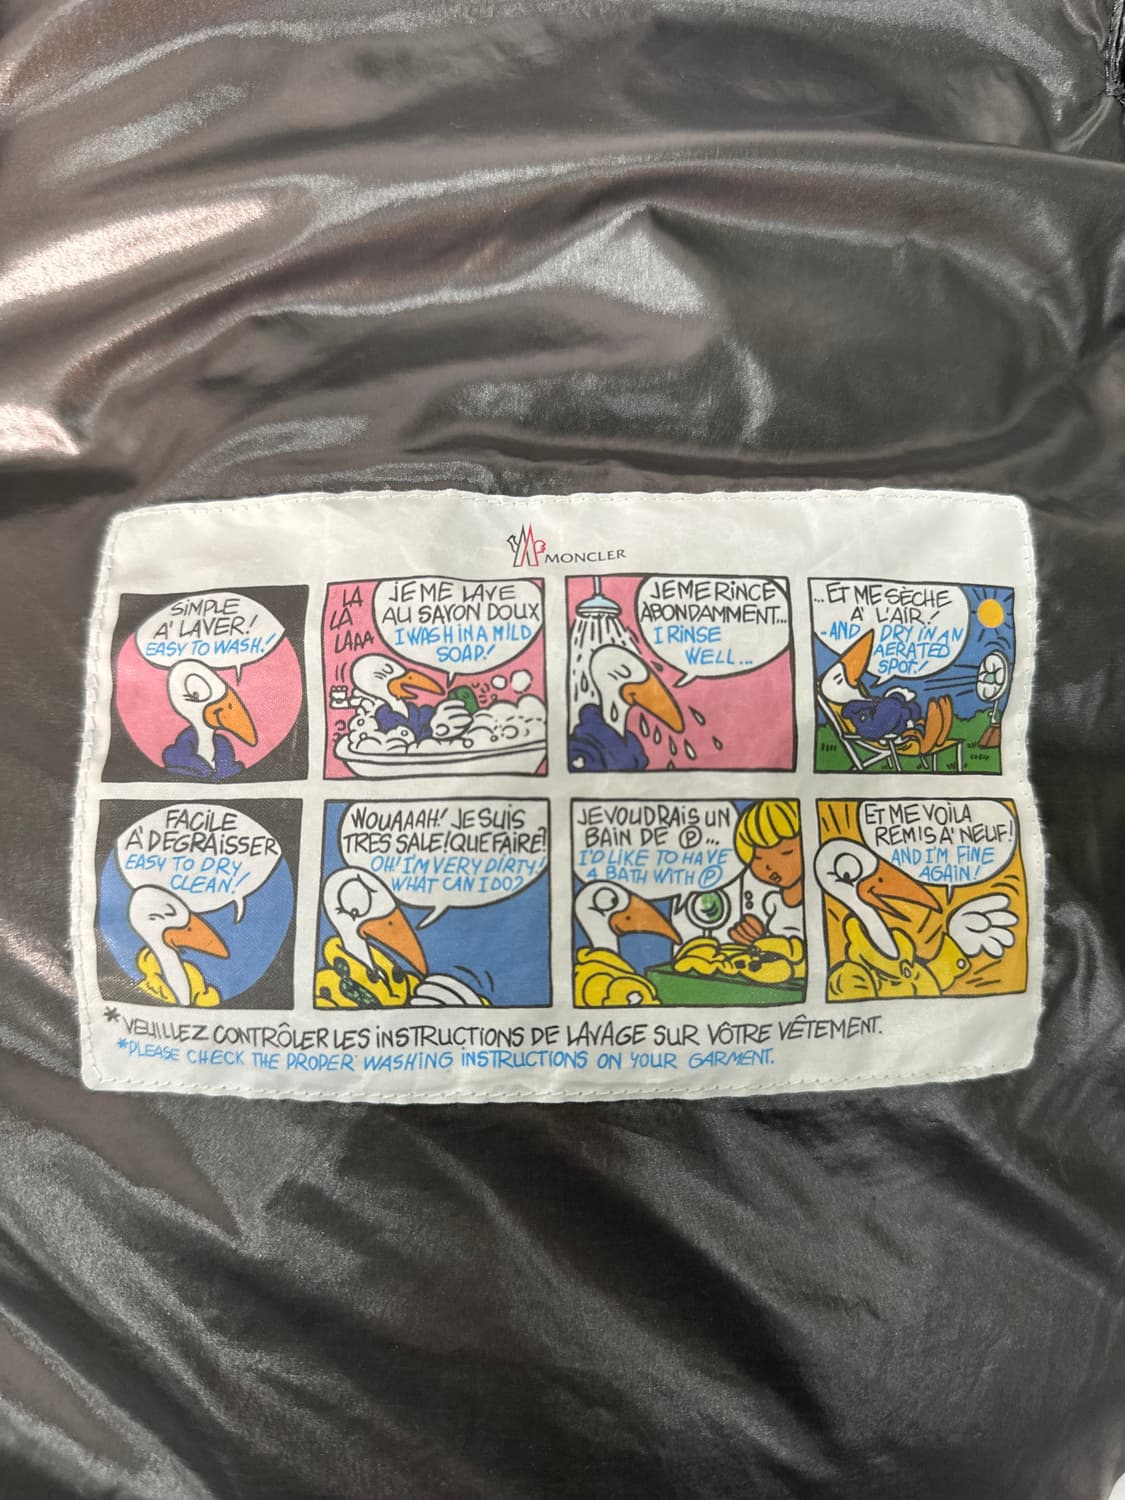 MONCLER
SIMPLE
A' LAVER!
EASY TO WASH!
LA
LA
LAAA
JE ME LAVE
AU SAVON DOUX
I WASH IN A MILD
SOAP!
JE ME RINCE
ABONDAMMENT...
I RINSE
WELL...
...ET ME SÈCHE
A' L'AIR!
..AND DRY IN AN
AERATED
SPOT!
FACILE
A' DEGRAISSER
EASY TO DRY
CLEAN!
WOUAAAH! JE SUIS
TRES SALE! QUE FAIRE?
OH! I'M VERY DIRTY!
WHAT CAN I DO?
JE VOUDRAIS UN
BAIN DE Ⓟ...
I'D LIKE TO HAVE
A BATH WITH Ⓟ
ET ME VOILA
REMIS A' NEUF!
AND I'M FINE
AGAIN!
*VEUILLEZ CONTRÔLER LES INSTRUCTIONS DE LAVAGE SUR VÔTRE VÊTEMENT.
*PLEASE CHECK THE PROPER WASHING INSTRUCTIONS ON YOUR GARMENT.